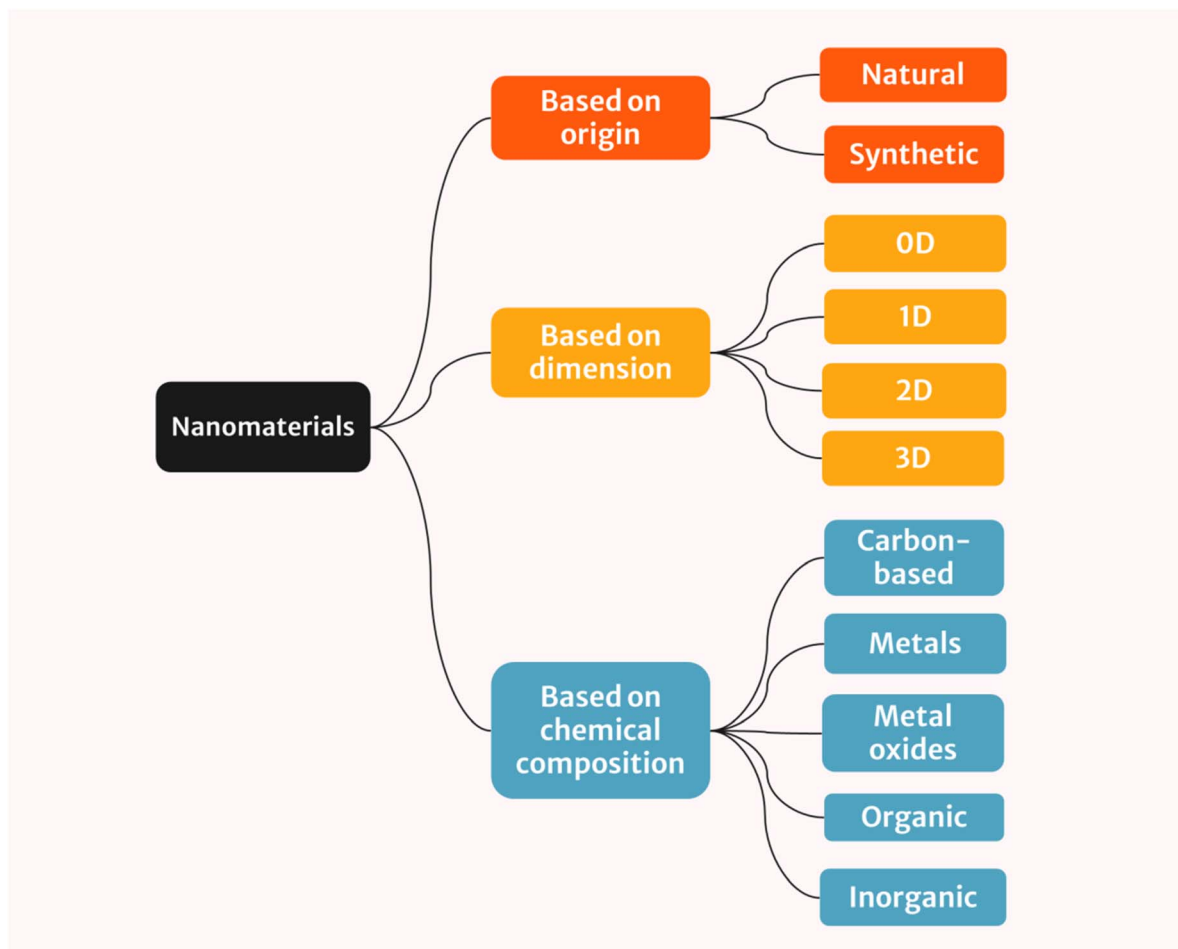 Nanomaterials
Based on
origin
Natural
Synthetic
Based on
dimension
0D
1D
2D
3D
Based on
chemical
composition
Carbon-
based
Metals
Metal
oxides
Organic
Inorganic